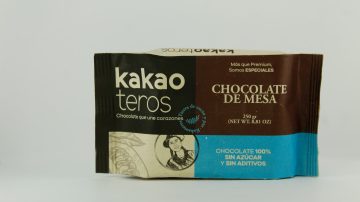 kakao
teros
Chocolate que une corazones
Más que Premium,
Somos ESPECIALES
CHOCOLATE
DE MESA
250 gr
(NET WT. 8.81 OZ)
CHOCOLATE 100%
SIN AZÚCAR
Y SIN ADITIVOS